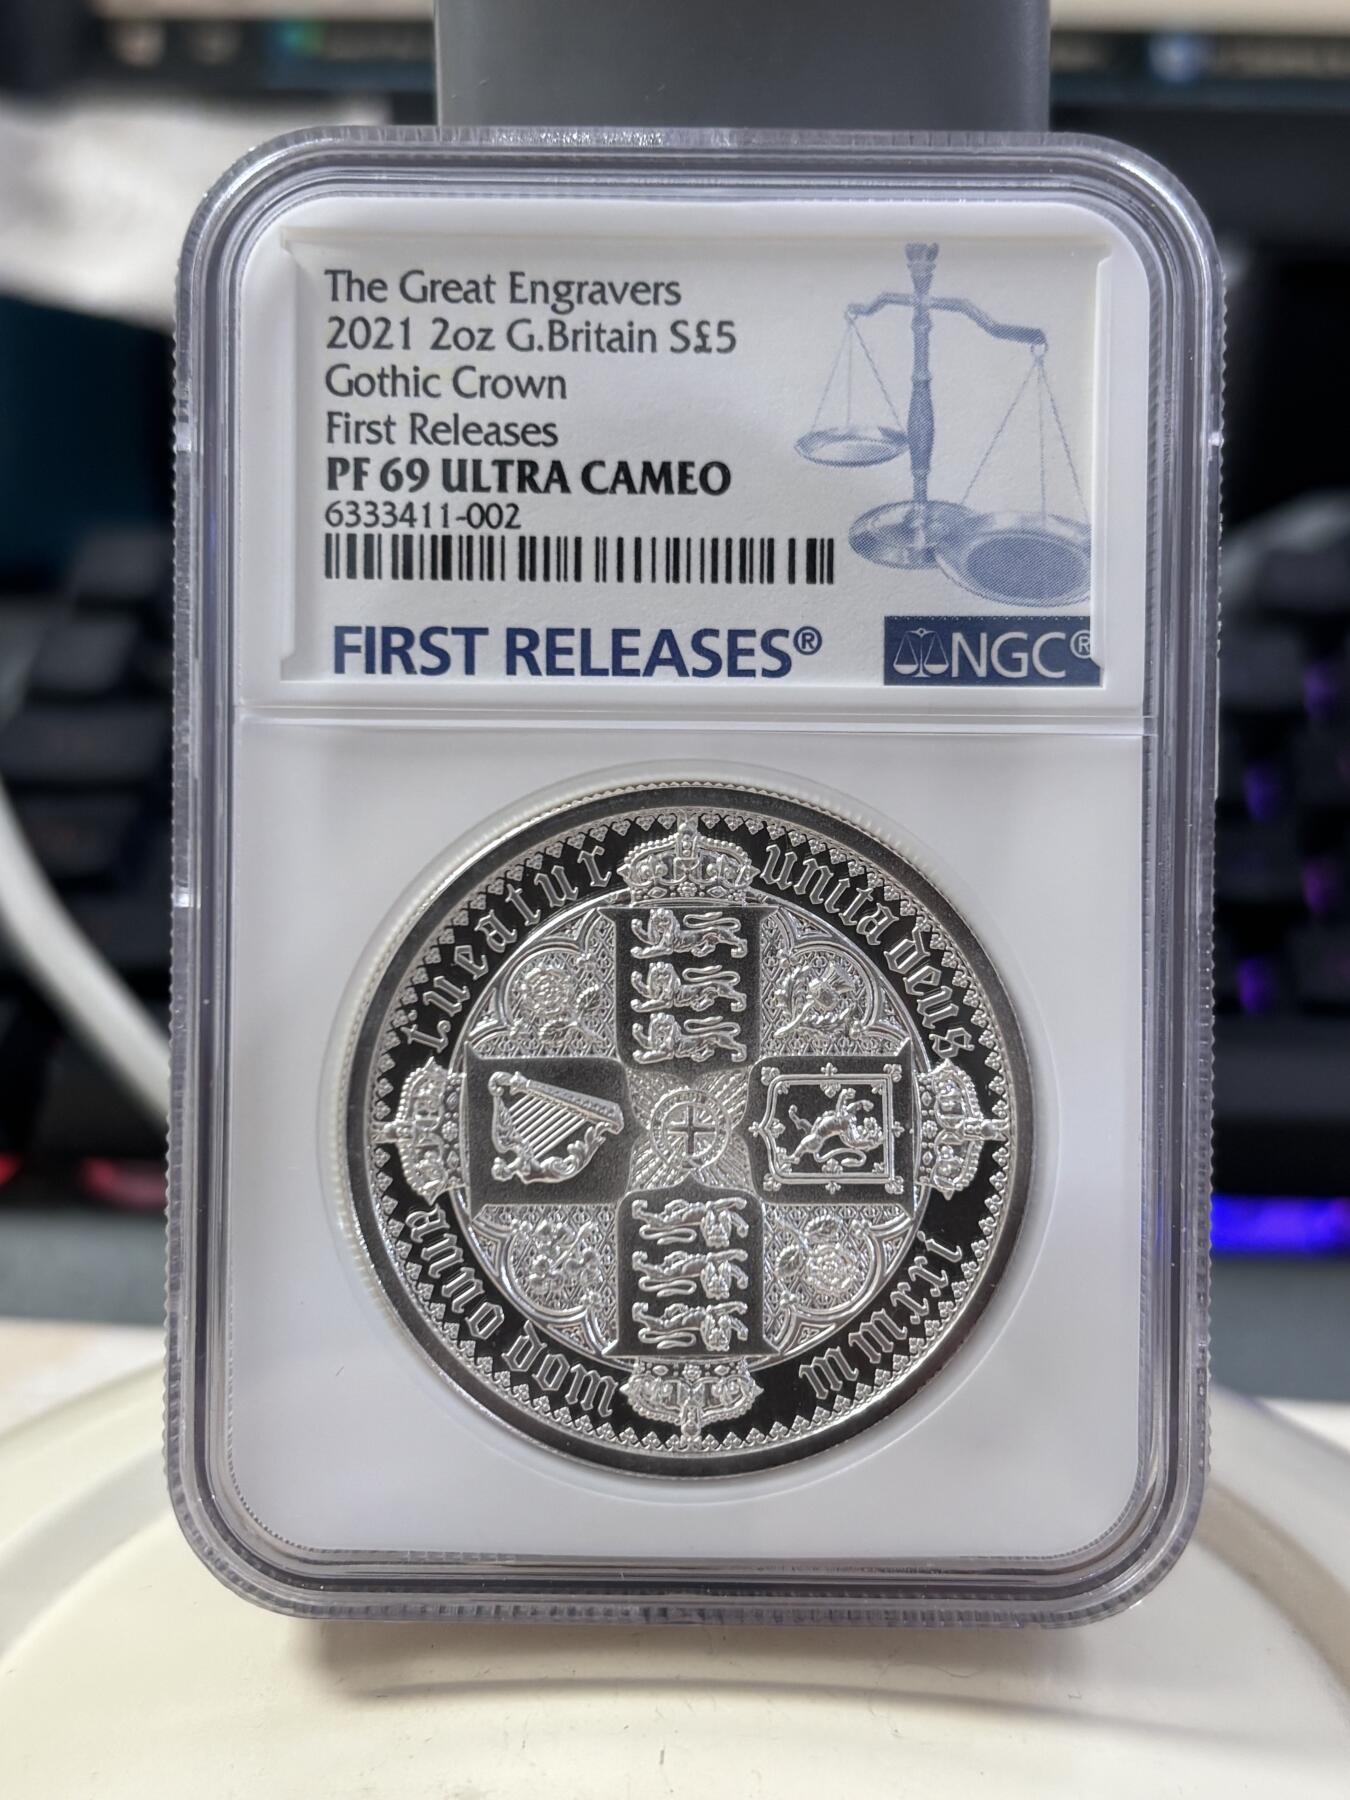 The Great Engravers
2021 2oz G.Britain S£5
Gothic Crown
First Releases
PF 69 ULTRA CAMEO
6333411-002
FIRST RELEASES®
NGC®
tueatur unita deus
anno dom mmxxi